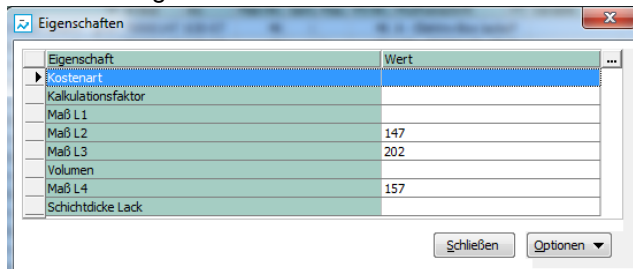 Eigenschaften
Eigenschaft Wert ...
Kostenart
Kalkulationsfaktor
Maß L1
Maß L2 147
Maß L3 202
Volumen
Maß L4 157
Schichtdicke Lack
Schließen Optionen